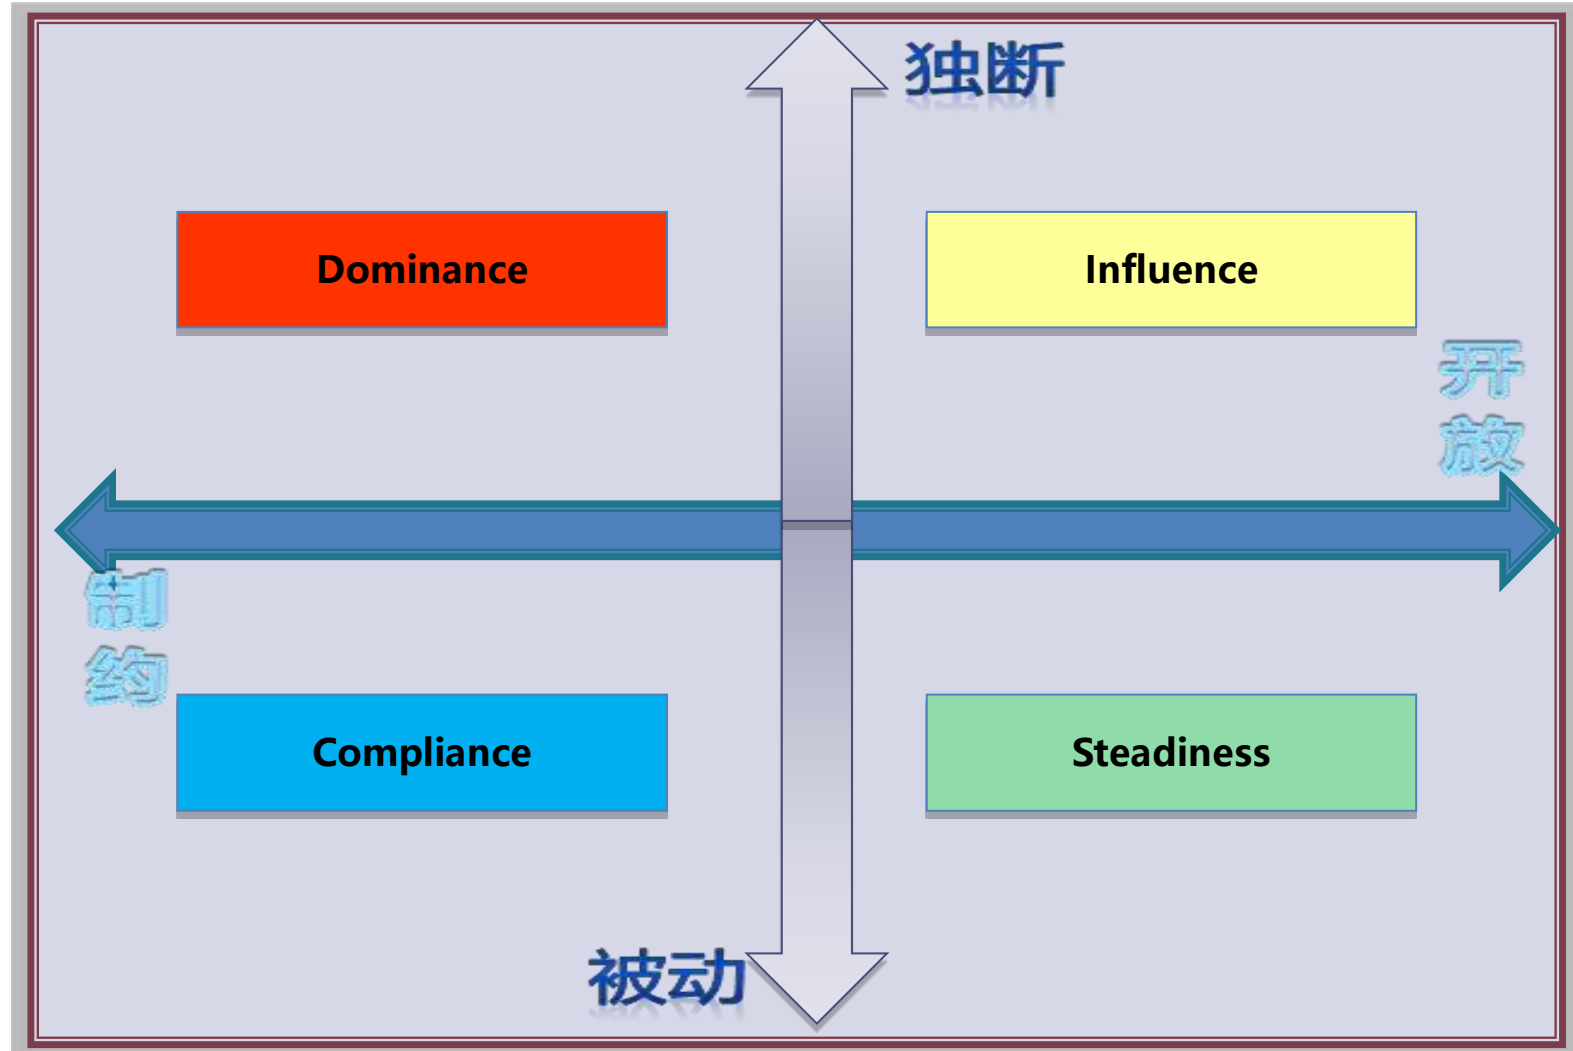 独断
Dominance
Influence
开
放
制
约
Compliance
Steadiness
被动